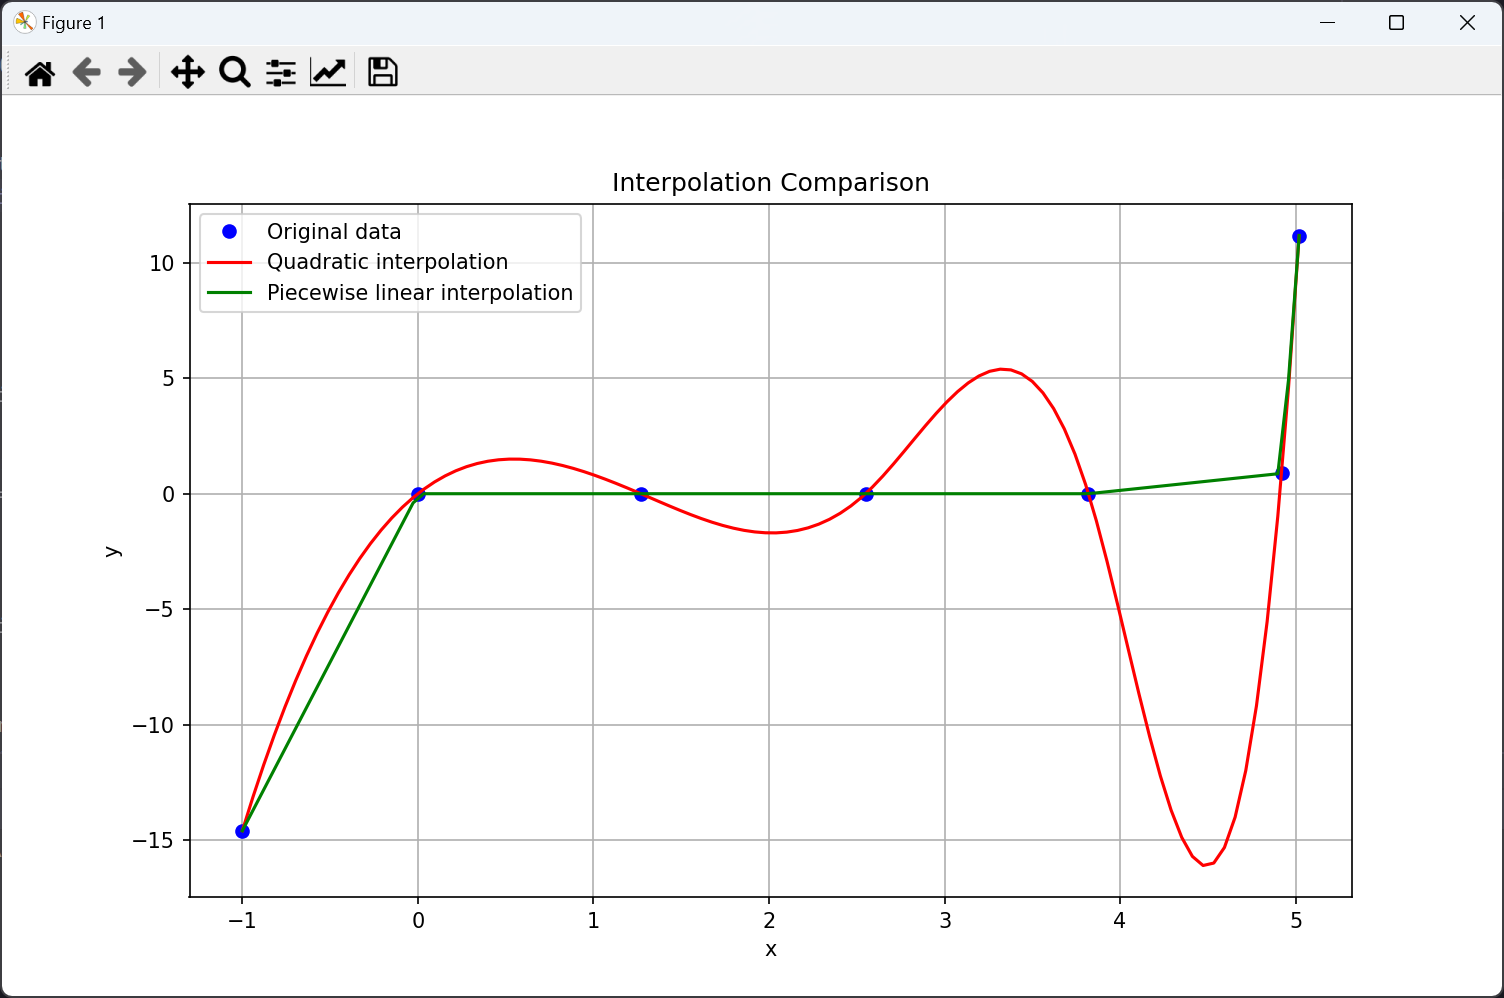 Figure 1
Interpolation Comparison
Original data
Quadratic interpolation
Piecewise linear interpolation
10
5
0
−5
−10
−15
y
−1 0 1 2 3 4 5
x